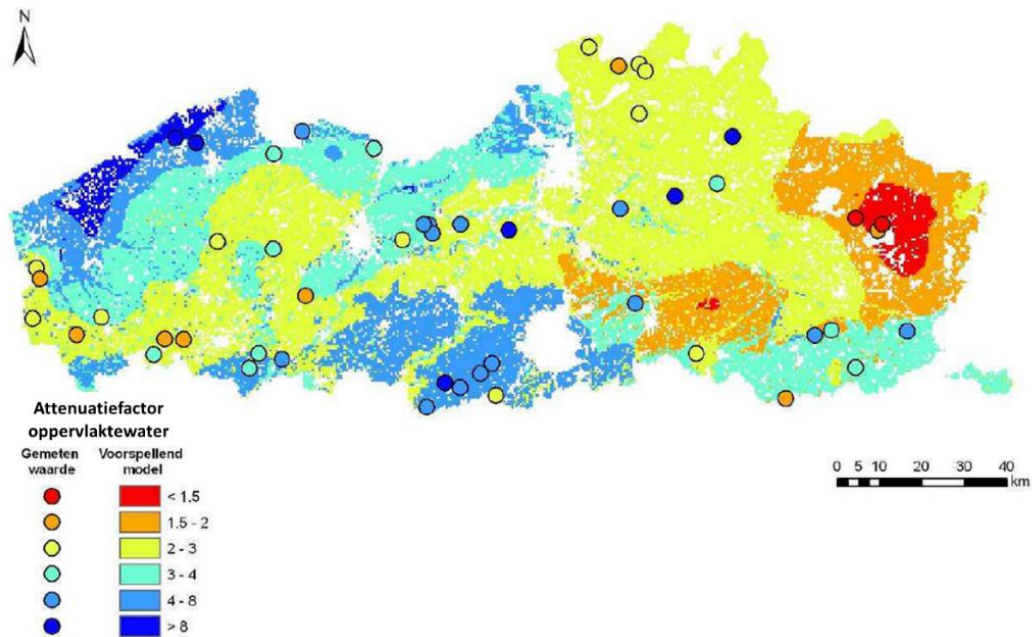 N
Attenuatiefactor
oppervlaktewater
Gemeten waarde
Voorspellend model
< 1.5
1.5 - 2
2 - 3
3 - 4
4 - 8
> 8
0 5 10 20 30 40
km